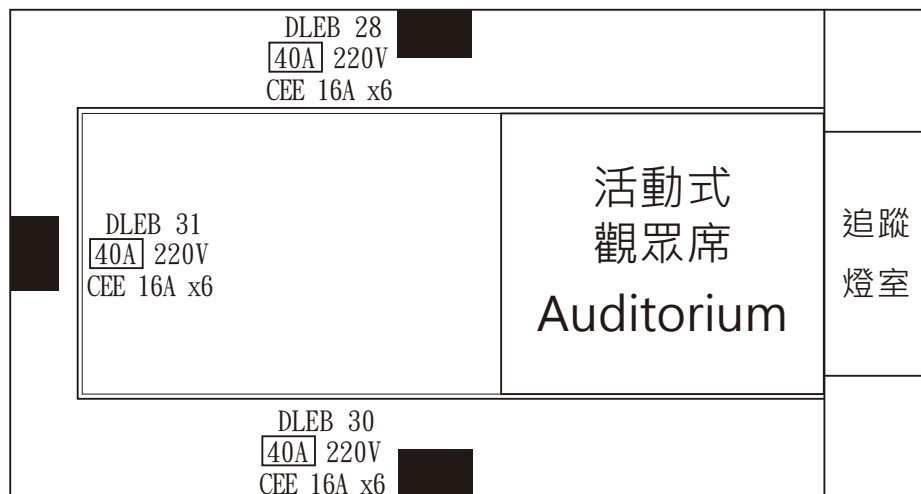 DLEB 28
40A 220V
CEE 16A x6
活動式
觀眾席
Auditorium
追蹤
燈室
DLEB 31
40A 220V
CEE 16A x6
DLEB 30
40A 220V
CEE 16A x6